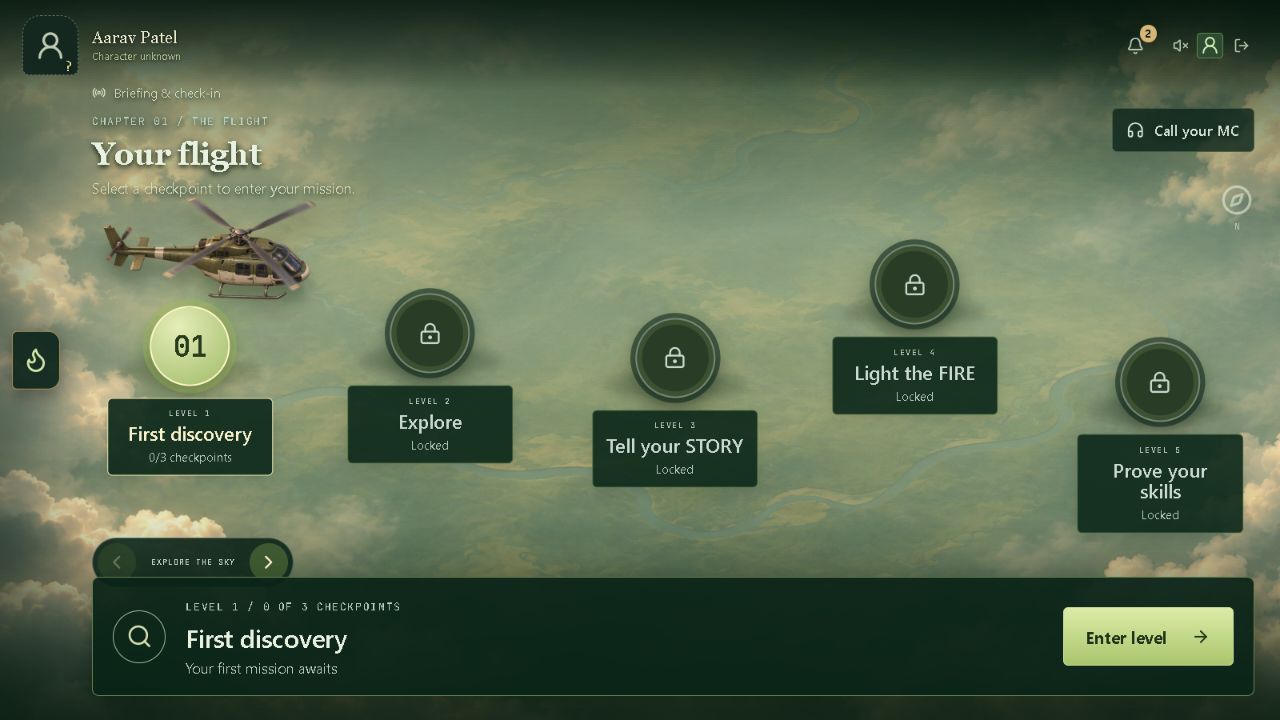 Aarav Patel
Character unknown
?
2
Briefing & check-in
CHAPTER 01 / THE FLIGHT
Your flight
Select a checkpoint to enter your mission.
Call your MC
N
01
LEVEL 1
First discovery
0/3 checkpoints
LEVEL 2
Explore
Locked
LEVEL 3
Tell your STORY
Locked
LEVEL 4
Light the FIRE
Locked
LEVEL 5
Prove your
skills
Locked
EXPLORE THE SKY
LEVEL 1 / 0 OF 3 CHECKPOINTS
First discovery
Your first mission awaits
Enter level